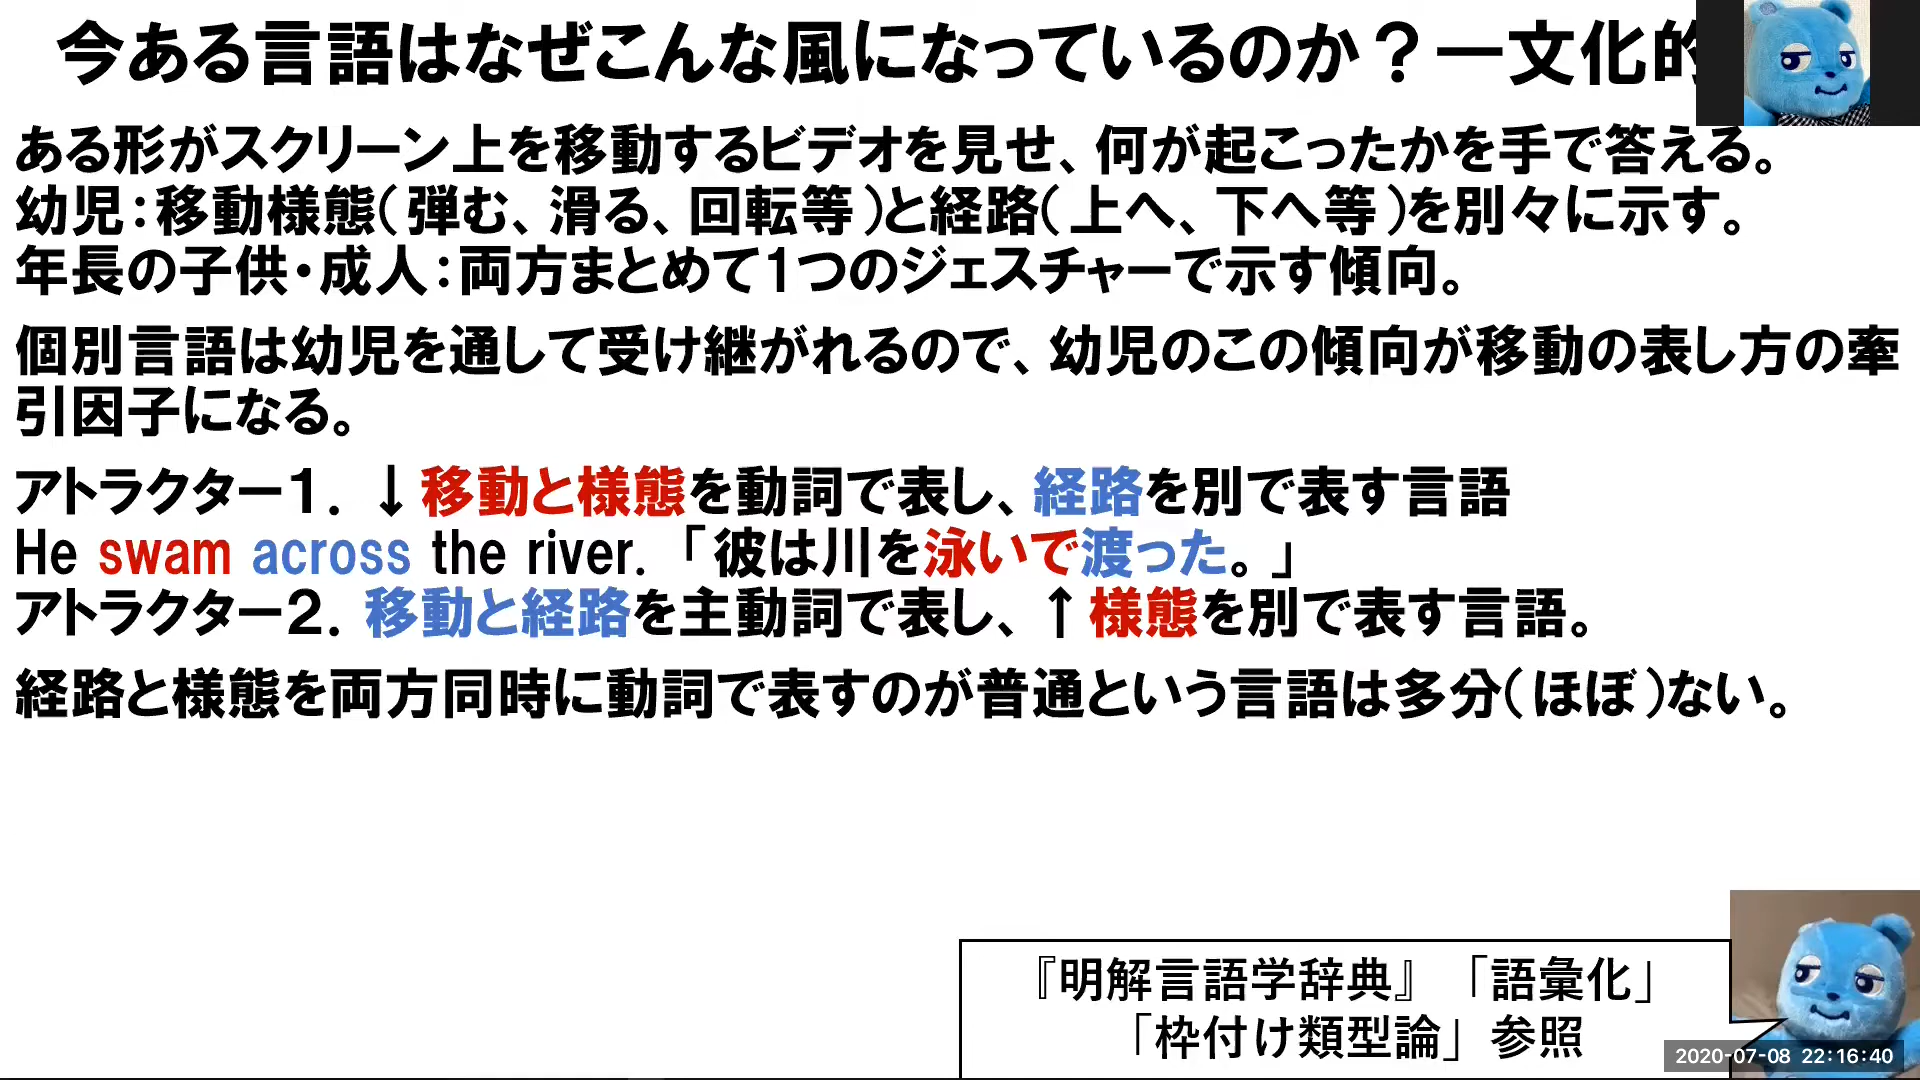 今ある言語はなぜこんな風になっているのか？―文化的
ある形がスクリーン上を移動するビデオを見せ、何が起こったかを手で答える。
幼児：移動様態（弾む、滑る、回転等）と経路（上へ、下へ等）を別々に示す。
年長の子供・成人：両方まとめて1つのジェスチャーで示す傾向。
個別言語は幼児を通して受け継がれるので、幼児のこの傾向が移動の表し方の牽
引因子になる。
アトラクター１．↓移動と様態を動詞で表し、経路を別で表す言語
He swam across the river.「彼は川を泳いで渡った。」
アトラクター２．移動と経路を主動詞で表し、↑様態を別で表す言語。
経路と様態を両方同時に動詞で表すのが普通という言語は多分（ほぼ）ない。
『明解言語学辞典』「語彙化」
「枠付け類型論」参照
2020-07-08 22:16:40